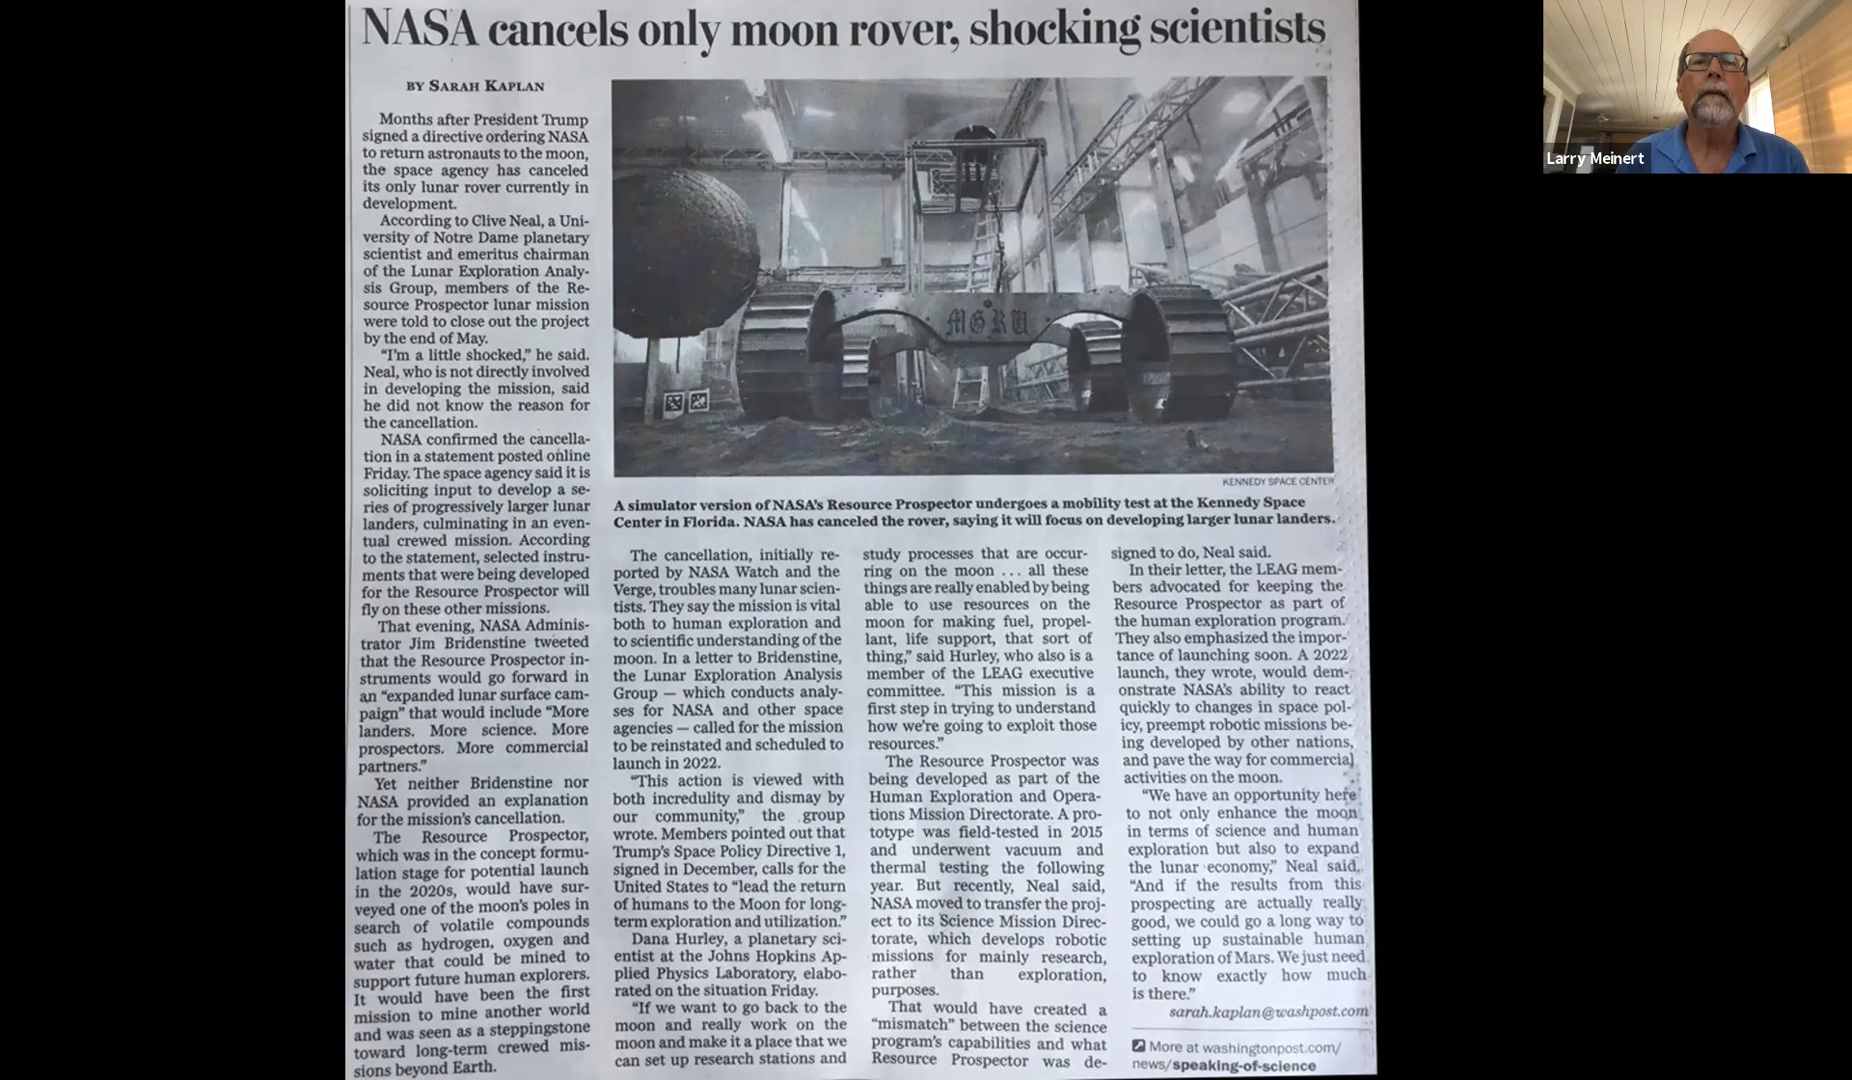 NASA cancels only moon rover, shocking scientists
BY SARAH KAPLAN
Months after President Trump
signed a directive ordering NASA
to return astronauts to the moon,
the space agency has canceled
its only lunar rover currently in
development.
According to Clive Neal, a Uni-
versity of Notre Dame planetary
scientist and emeritus chairman
of the Lunar Exploration Analy-
sis Group, members of the Re-
source Prospector lunar mission
were told to close out the project
by the end of May.
“I’m a little shocked,” he said.
Neal, who is not directly involved
in developing the mission, said
he did not know the reason for
the cancellation.
NASA confirmed the cancella-
tion in a statement posted online
Friday. The space agency said it is
soliciting input to develop a se-
ries of progressively larger lunar
landers, culminating in an even-
tual crewed mission. According
to the statement, selected instru-
ments that were being developed
for the Resource Prospector will
fly on these other missions.
That evening, NASA Adminis-
trator Jim Bridenstine tweeted
that the Resource Prospector in-
struments would go forward in
an “expanded lunar surface cam-
paign” that would include “More
landers. More science. More
prospectors. More commercial
partners.”
Yet neither Bridenstine nor
NASA provided an explanation
for the mission’s cancellation.
The Resource Prospector,
which was in the concept formu-
lation stage for potential launch
in the 2020s, would have sur-
veyed one of the moon’s poles in
search of volatile compounds
such as hydrogen, oxygen and
water that could be mined to
support future human explorers.
It would have been the first
mission to mine another world
and was seen as a steppingstone
toward long-term crewed mis-
sions beyond Earth.
MGRU
KENNEDY SPACE CENTER
A simulator version of NASA’s Resource Prospector undergoes a mobility test at the Kennedy Space
Center in Florida. NASA has canceled the rover, saying it will focus on developing larger lunar landers.
The cancellation, initially re-
ported by NASA Watch and the
Verge, troubles many lunar scien-
tists. They say the mission is vital
both to human exploration and
to scientific understanding of the
moon. In a letter to Bridenstine,
the Lunar Exploration Analysis
Group — which conducts analy-
ses for NASA and other space
agencies — called for the mission
to be reinstated and scheduled to
launch in 2022.
“This action is viewed with
both incredulity and dismay by
our community,” the group
wrote. Members pointed out that
Trump’s Space Policy Directive 1,
signed in December, calls for the
United States to “lead the return
of humans to the Moon for long-
term exploration and utilization.”
Dana Hurley, a planetary sci-
entist at the Johns Hopkins Ap-
plied Physics Laboratory, elabo-
rated on the situation Friday.
“If we want to go back to the
moon and really work on the
moon and make it a place that we
can set up research stations and
study processes that are occur-
ring on the moon ... all these
things are really enabled by being
able to use resources on the
moon for making fuel, propel-
lant, life support, that sort of
thing,” said Hurley, who also is a
member of the LEAG executive
committee. “This mission is a
first step in trying to understand
how we’re going to exploit those
resources.”
The Resource Prospector was
being developed as part of the
Human Exploration and Opera-
tions Mission Directorate. A pro-
totype was field-tested in 2015
and underwent vacuum and
thermal testing the following
year. But recently, Neal said,
NASA moved to transfer the proj-
ect to its Science Mission Direc-
torate, which develops robotic
missions for mainly research,
rather than exploration,
purposes.
That would have created a
“mismatch” between the science
program’s capabilities and what
Resource Prospector was de-
signed to do, Neal said.
In their letter, the LEAG mem-
bers advocated for keeping the
Resource Prospector as part of
the human exploration program.
They also emphasized the impor-
tance of launching soon. A 2022
launch, they wrote, would dem-
onstrate NASA’s ability to react
quickly to changes in space pol-
icy, preempt robotic missions be-
ing developed by other nations,
and pave the way for commercial
activities on the moon.
“We have an opportunity here
to not only enhance the moon
in terms of science and human
exploration but also to expand
the lunar economy,” Neal said.
“And if the results from this
prospecting are actually really
good, we could go a long way to
setting up sustainable human
exploration of Mars. We just need
to know exactly how much
is there.”
sarah.kaplan@washpost.com
More at washingtonpost.com/
news/speaking-of-science
Larry Meinert